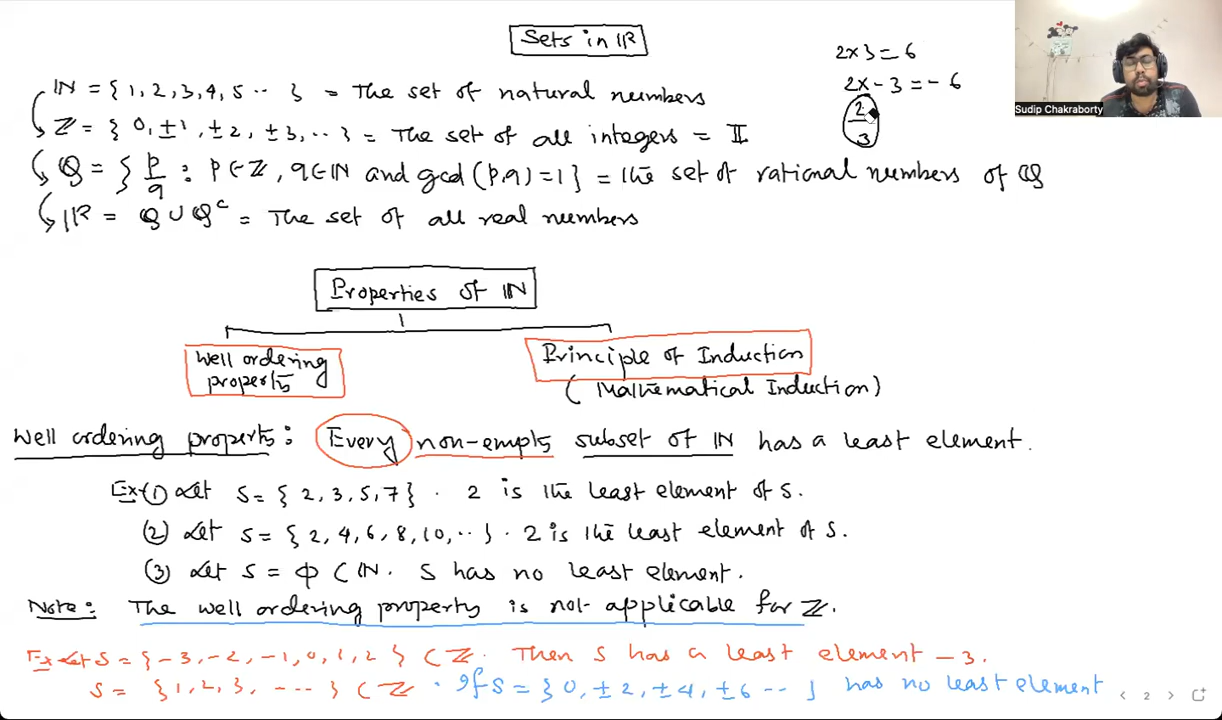 Sets in ℝ
2x3 = 6
2x-3 = -6
2/3
Sudip Chakraborty
ℕ = { 1, 2, 3, 4, 5 ·· } = The set of natural numbers
ℤ = { 0, ±1, ±2, ±3, ·· } = The set of all integers = II
ℚ = { p/q : p∈ℤ, q∈ℕ and gcd (p,q) = 1 } = The set of rational numbers of ℚ
ℝ = ℚ ∪ ℚᶜ = The set of all real numbers
Properties of ℕ
Well ordering property
Principle of Induction
( Mathematical Induction )
Well ordering property : Every non-empty subset of ℕ has a least element.
Ex-(1) Let S = { 2, 3, 5, 7 } · 2 is the least element of S.
(2) Let S = { 2, 4, 6, 8, 10, ·· } · 2 is the least element of S.
(3) Let S = Φ ⊂ ℕ. S has no least element.
Note: The well ordering property is not applicable for ℤ.
Ex Let S = { -3, -2, -1, 0, 1, 2 } ⊂ ℤ. Then S has a least element -3.
S = { 1, 2, 3, ···· } ⊂ ℤ · If S = { 0, ±2, ±4, ±6 ·· } has no least element
2